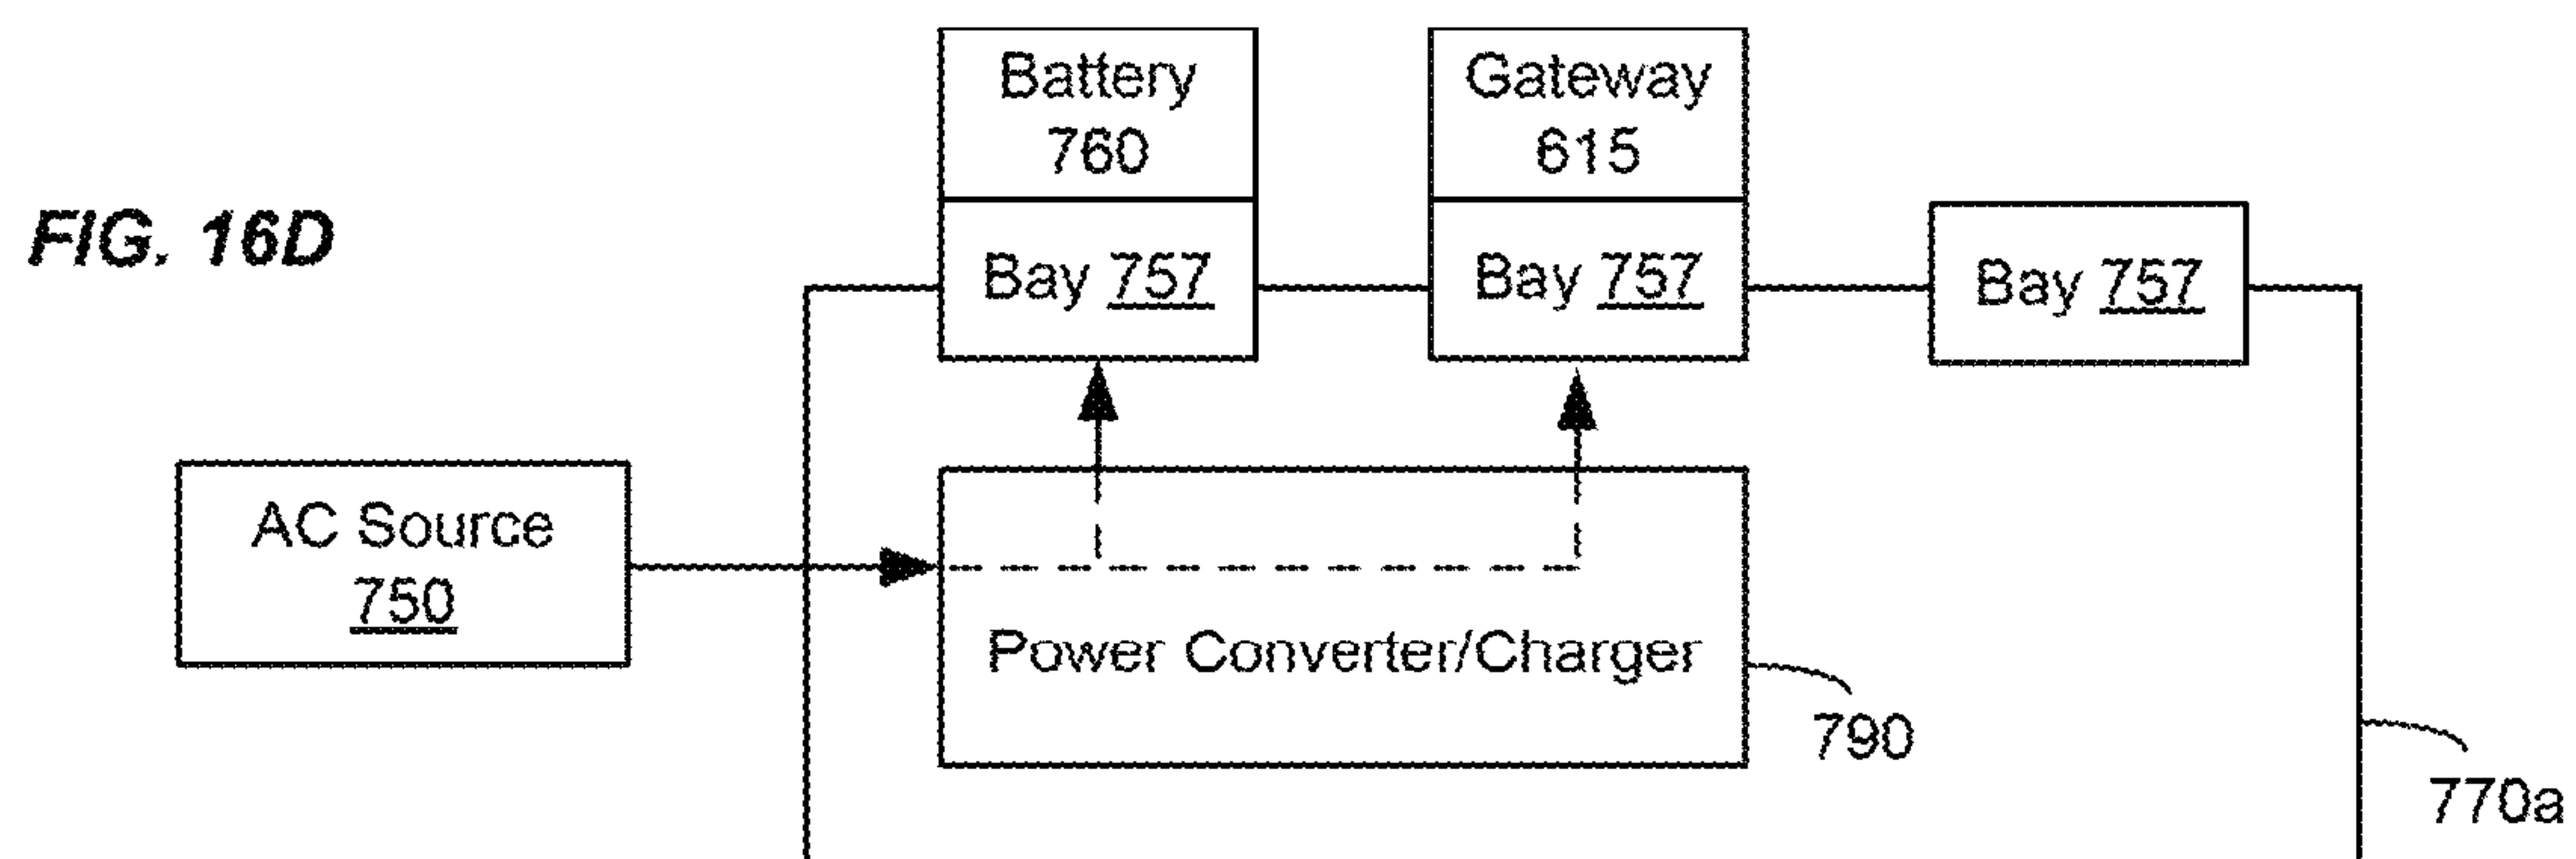 Battery
760
Gateway
615
FIG. 16D
Bay 757
Bay 757
Bay 757
AC Source
750
Power Converter/Charger
790
770a